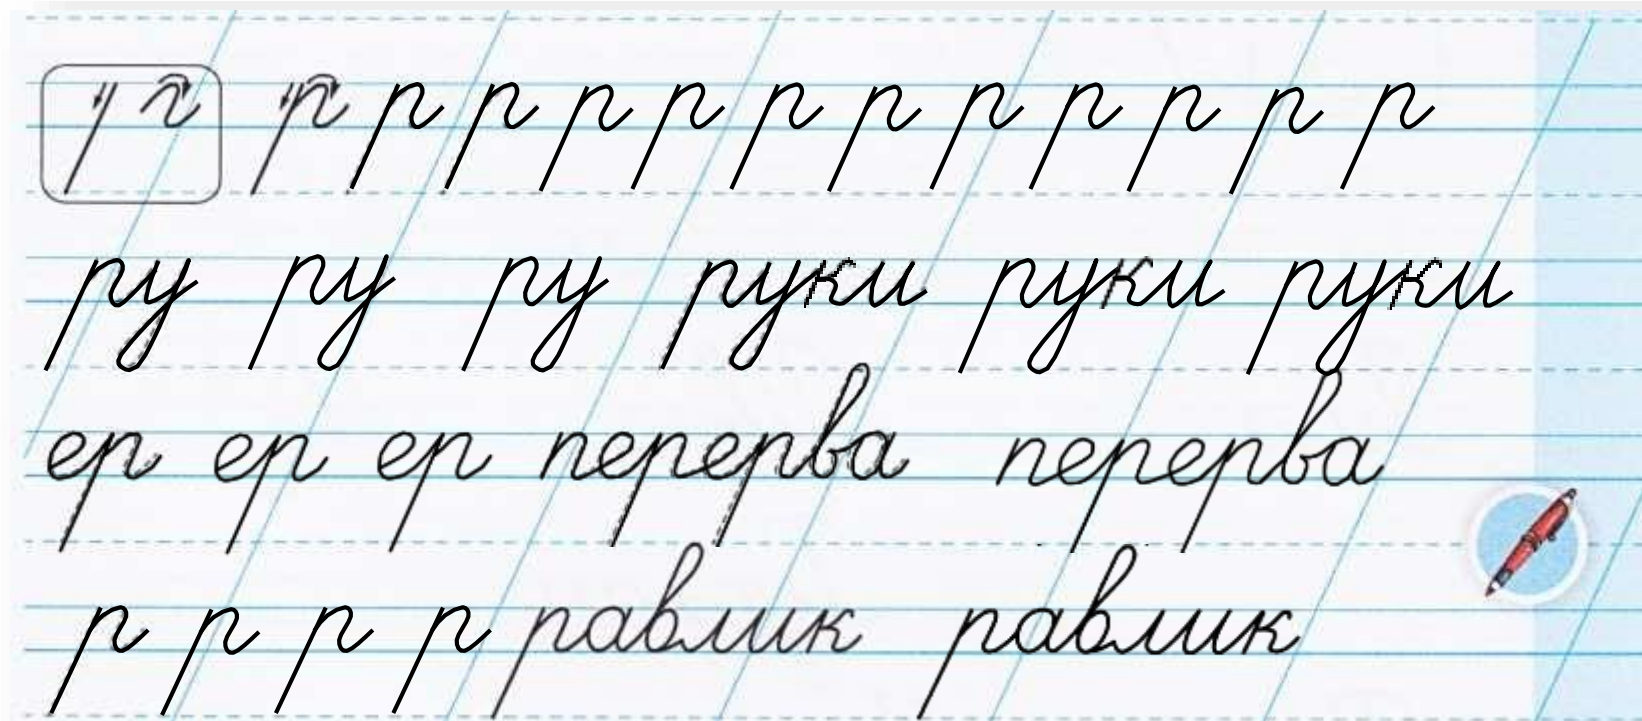 р р р р р р р р р р р р
ру ру ру руки руки руки
ер ер ер перерва перерва
р р р р равлик равлик